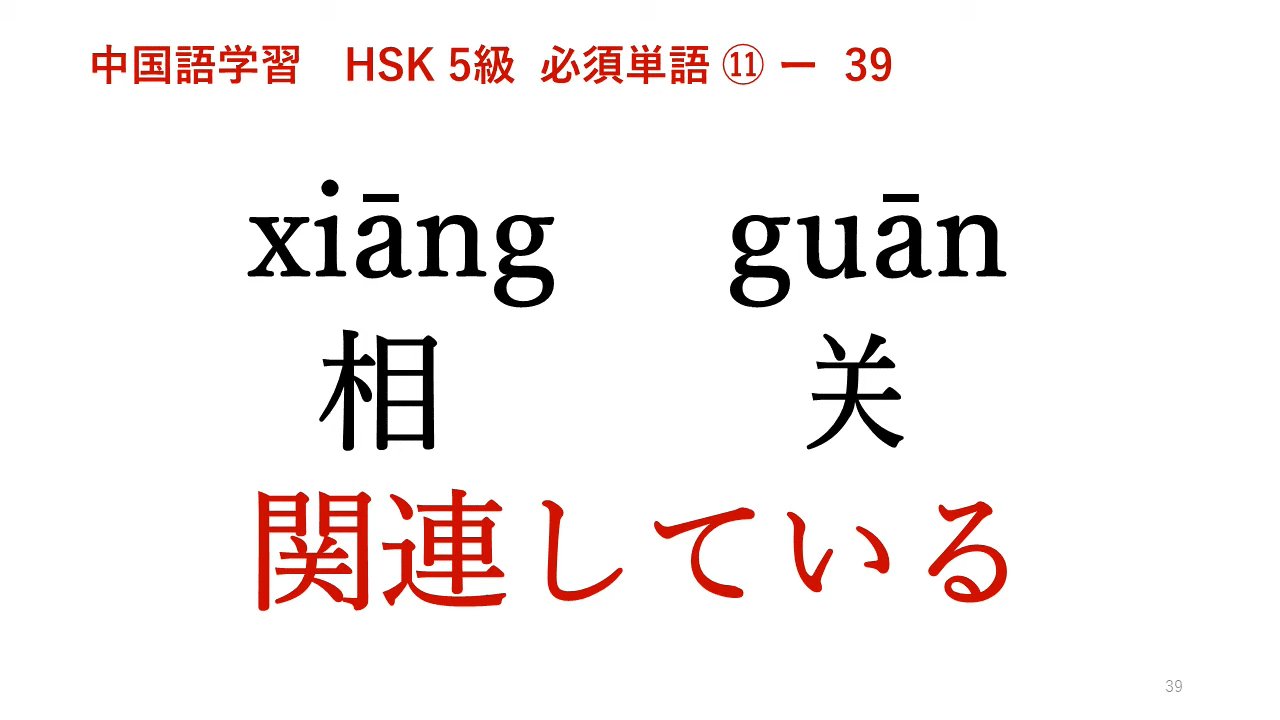 中国語学習　HSK 5級 必須単語 ⑪ ー 39
xiāng guān
相 关
関連している
39